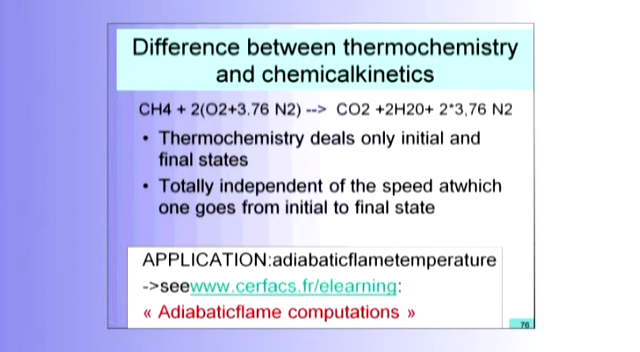 Difference between thermochemistry
and chemicalkinetics
CH4 + 2(O2+3.76 N2) --> CO2 +2H20+ 2*3,76 N2
• Thermochemistry deals only initial and
final states
• Totally independent of the speed atwhich
one goes from initial to final state
APPLICATION:adiabaticflametemperature
->seewww.cerfacs.fr/elearning:
« Adiabaticflame computations »
76